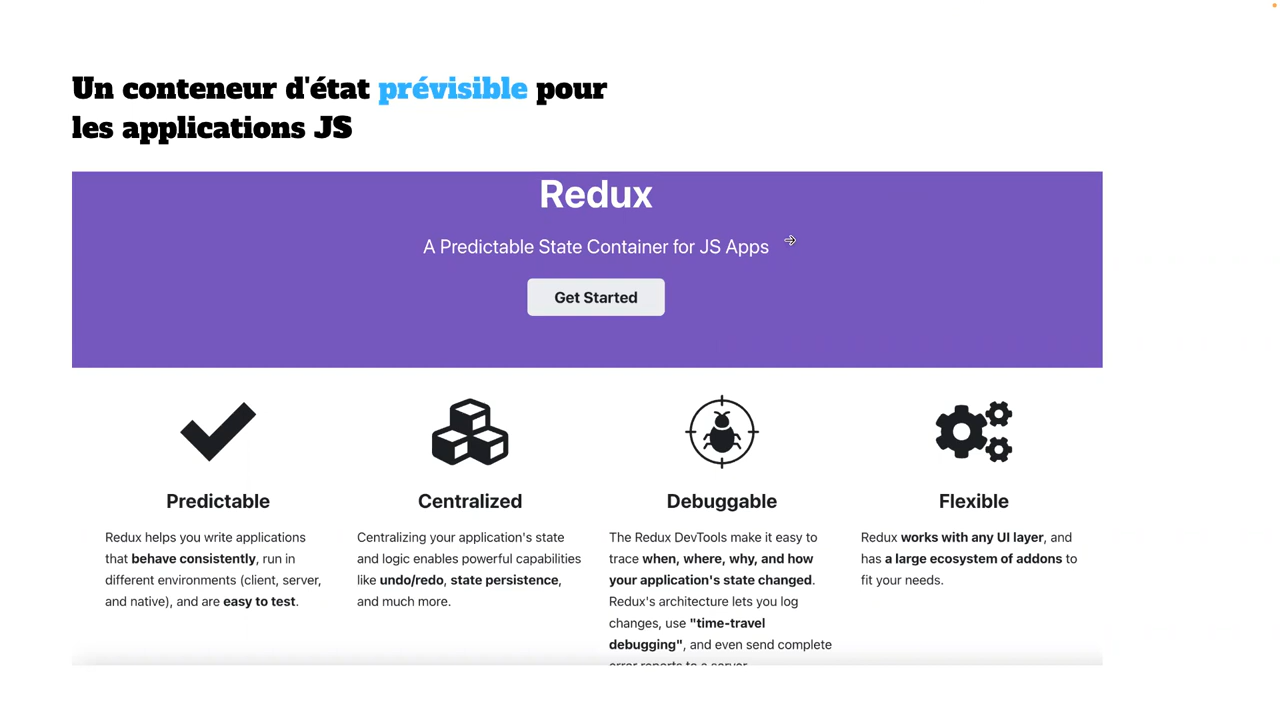 Un conteneur d'état prévisible pour
les applications JS
Redux
A Predictable State Container for JS Apps
Get Started
Predictable
Redux helps you write applications
that behave consistently, run in
different environments (client, server,
and native), and are easy to test.
Centralized
Centralizing your application's state
and logic enables powerful capabilities
like undo/redo, state persistence,
and much more.
Debuggable
The Redux DevTools make it easy to
trace when, where, why, and how
your application's state changed.
Redux's architecture lets you log
changes, use "time-travel
debugging", and even send complete
error reports to a server.
Flexible
Redux works with any UI layer, and
has a large ecosystem of addons to
fit your needs.